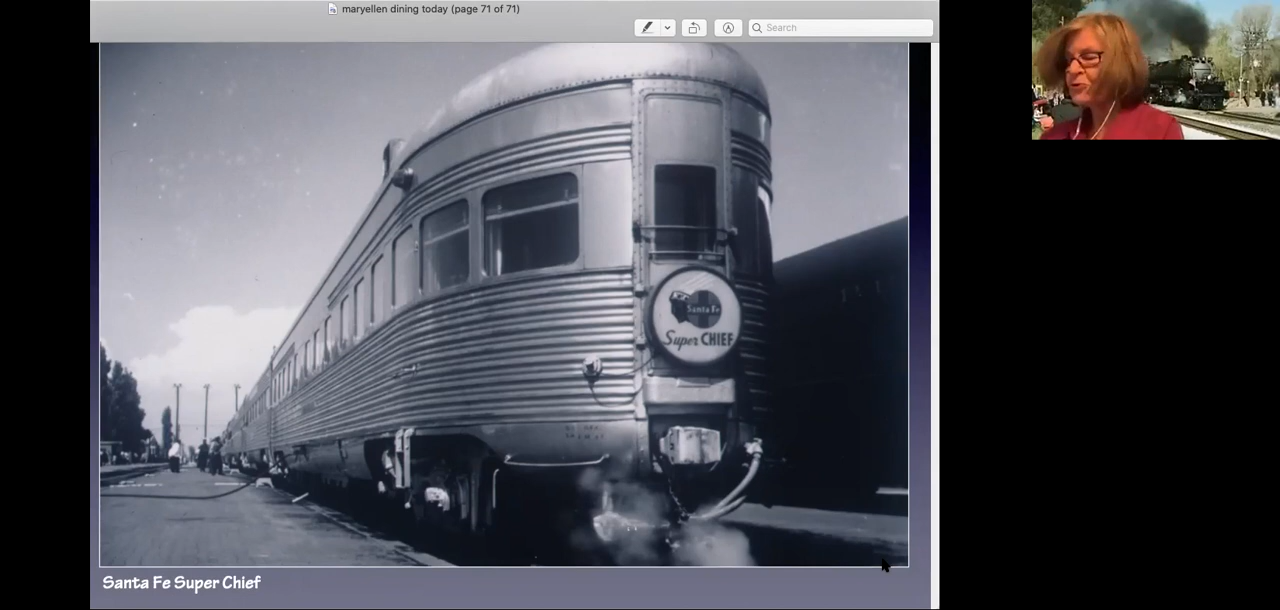 maryellen dining today (page 71 of 71)
Search
Santa Fe
Super CHIEF
Santa Fe Super Chief